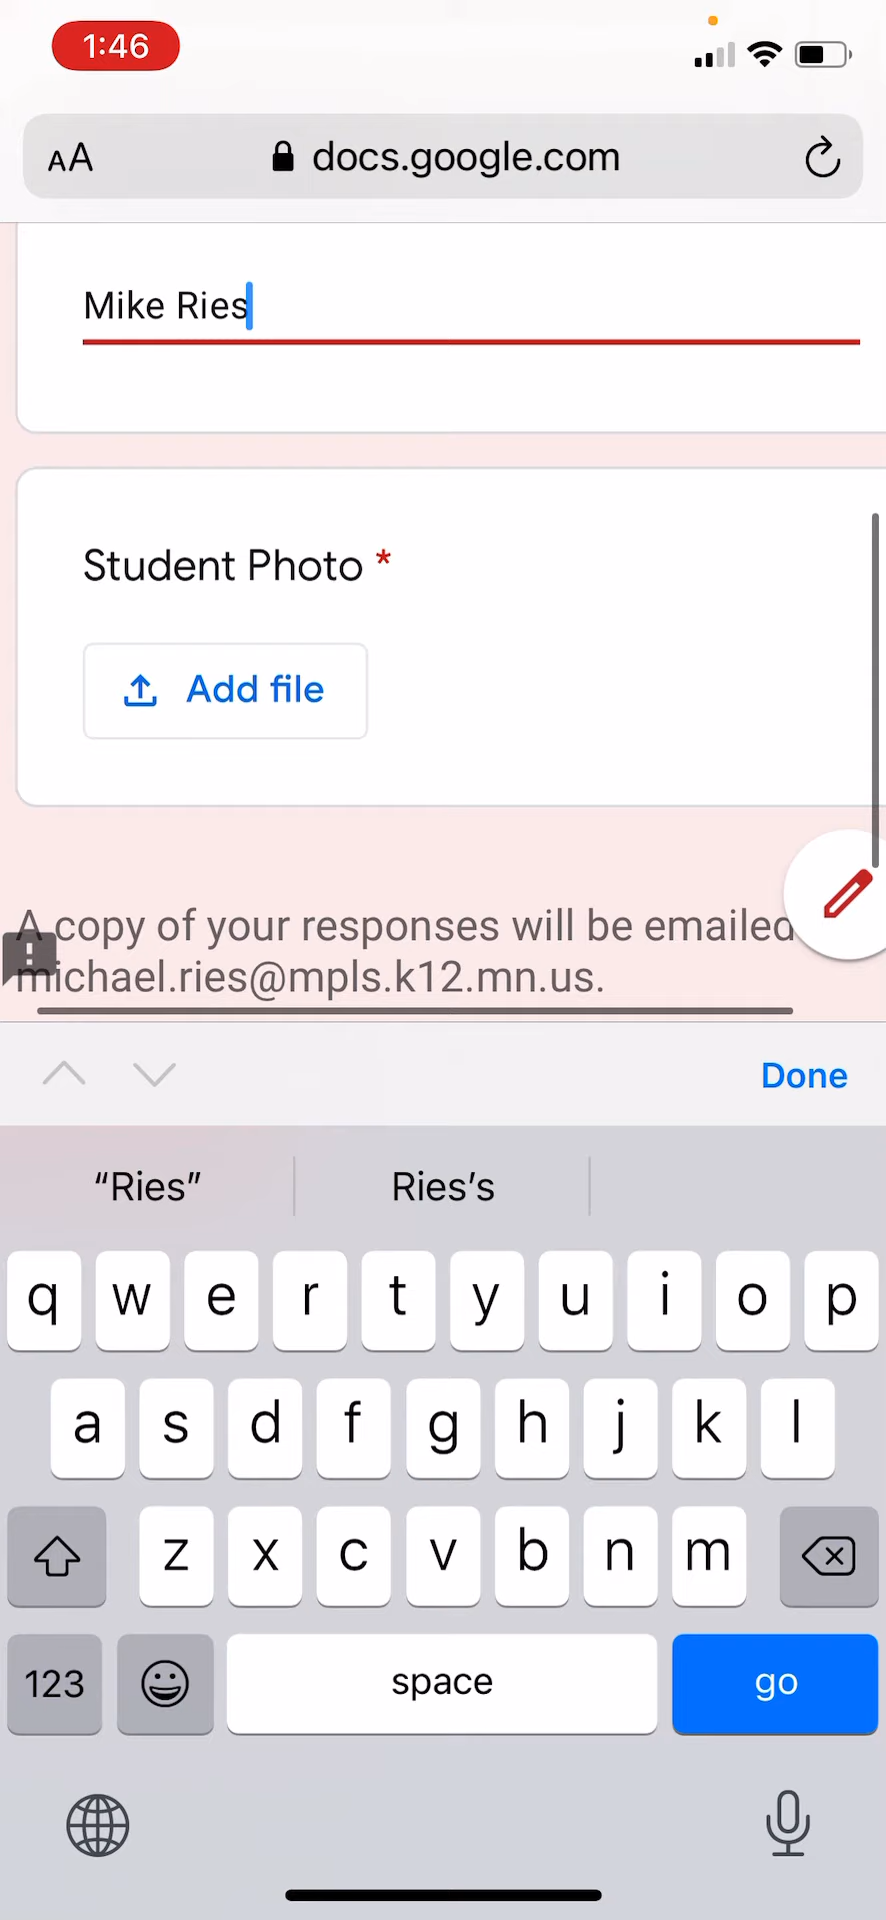 1:46
AA docs.google.com
Mike Ries
Student Photo *
Add file
A copy of your responses will be emailed
michael.ries@mpls.k12.mn.us.
Done
“Ries” Ries’s
q w e r t y u i o p
a s d f g h j k l
z x c v b n m
123 space go